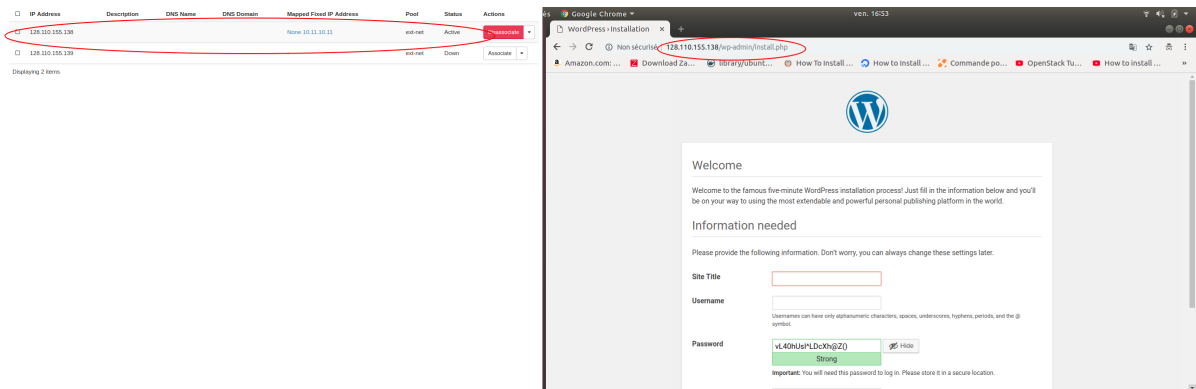 IP Address Description DNS Name DNS Domain Mapped Fixed IP Address Pool Status Actions
128.110.155.138 None 10.11.10.11 ext-net Active Disassociate
128.110.155.139 ext-net Down Associate
Displaying 2 items
és Google Chrome ven. 16:53
WordPress › Installation × +
Non sécurisé 128.110.155.138/wp-admin/install.php
Amazon.com: ... Download Za... library/ubunt... How To Install ... How to Install ... Commande po... OpenStack Tu... How to install ... »
Welcome
Welcome to the famous five-minute WordPress installation process! Just fill in the information below and you'll
be on your way to using the most extendable and powerful personal publishing platform in the world.
Information needed
Please provide the following information. Don't worry, you can always change these settings later.
Site Title
Username
Usernames can have only alphanumeric characters, spaces, underscores, hyphens, periods, and the @
symbol.
Password vL40hUsI^LDcXh@Z() Hide
Strong
Important: You will need this password to log in. Please store it in a secure location.